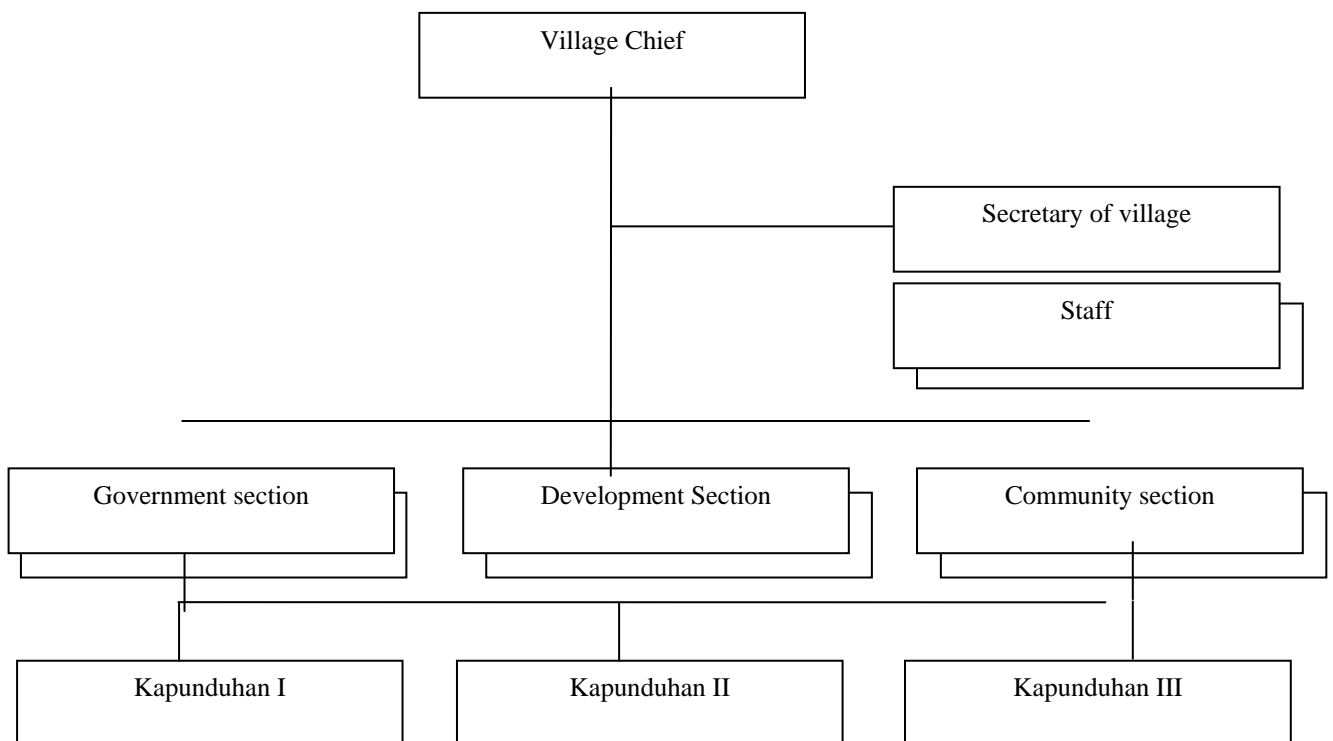 Village Chief
Secretary of village
Staff
Government section
Development Section
Community section
Kapunduhan I
Kapunduhan II
Kapunduhan III